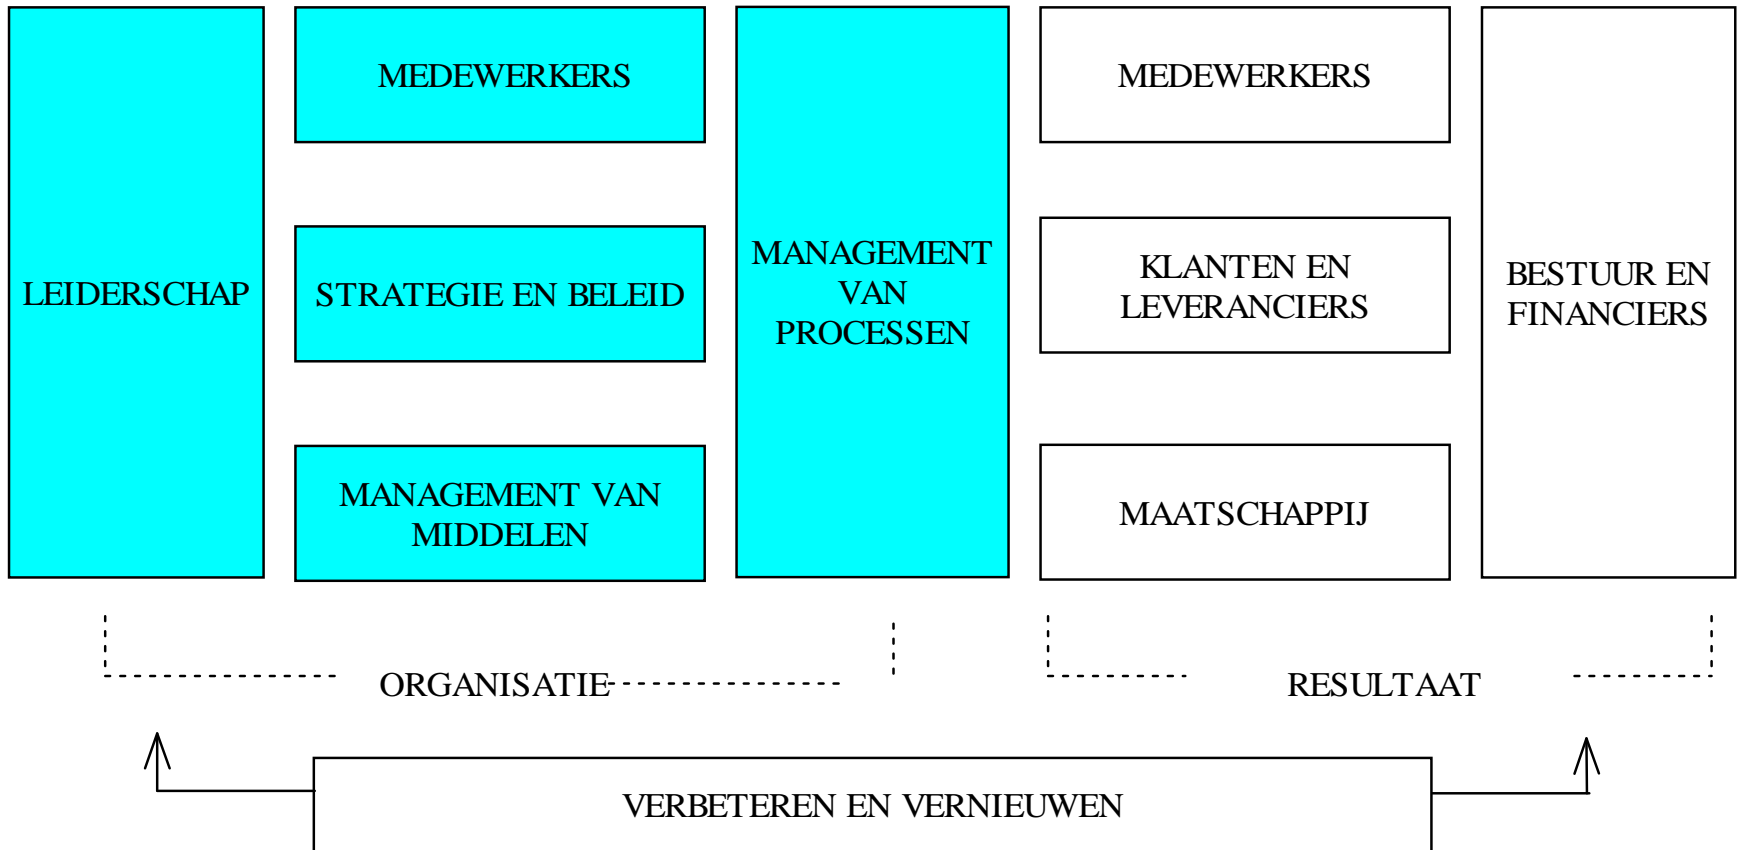 LEIDERSCHAP
MEDEWERKERS
STRATEGIE EN BELEID
MANAGEMENT VAN
MIDDELEN
MANAGEMENT
VAN
PROCESSEN
MEDEWERKERS
KLANTEN EN
LEVERANCIERS
MAATSCHAPPIJ
BESTUUR EN
FINANCIERS
ORGANISATIE
RESULTAAT
VERBETEREN EN VERNIEUWEN